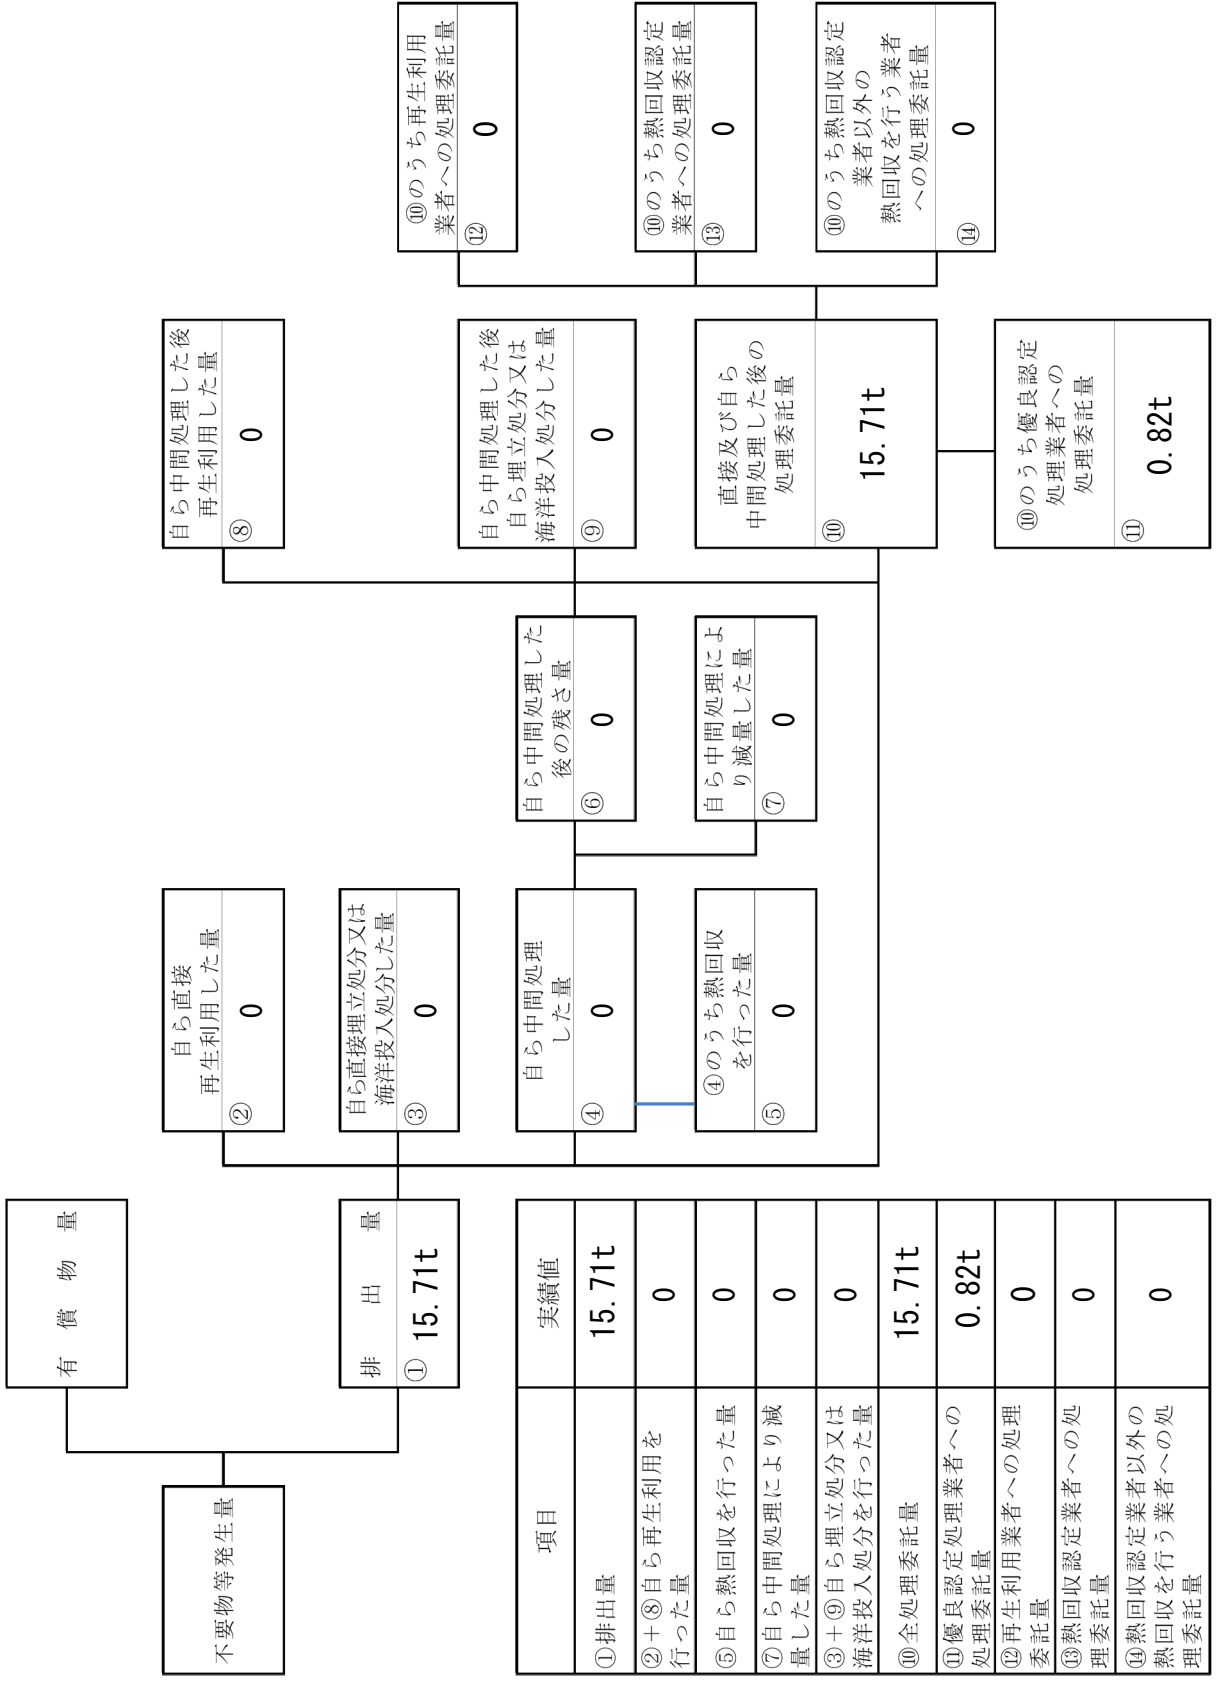 不要物等発生量
有償物量
排出量
① 15.71t
自ら直接
再生利用した量
② 0
自ら直接埋立処分又は
海洋投入処分した量
③ 0
自ら中間処理
した量
④ 0
④のうち熱回収
を行った量
⑤ 0
自ら中間処理した
後の残さ量
⑥ 0
自ら中間処理によ
り減量した量
⑦ 0
自ら中間処理した後
再生利用した量
⑧ 0
自ら中間処理した後
自ら埋立処分又は
海洋投入処分した量
⑨ 0
直接及び自ら
中間処理した後の
処理委託量
⑩ 15.71t
⑩のうち優良認定
処理業者への
処理委託量
⑪ 0.82t
⑩のうち再生利用
業者への処理委託量
⑫ 0
⑩のうち熱回収認定
業者への処理委託量
⑬ 0
⑩のうち熱回収認定
業者以外の
熱回収を行う業者
への処理委託量
⑭ 0
項目 実績値
①排出量 15.71t
②+⑧自ら再生利用を
行った量 0
⑤自ら熱回収を行った量 0
⑦自ら中間処理により減
量した量 0
③+⑨自ら埋立処分又は
海洋投入処分を行った量 0
⑩全処理委託量 15.71t
⑪優良認定処理業者への
処理委託量 0.82t
⑫再生利用業者への処理
委託量 0
⑬熱回収認定業者への処
理委託量 0
⑭熱回収認定業者以外の
熱回収を行う業者への処
理委託量 0